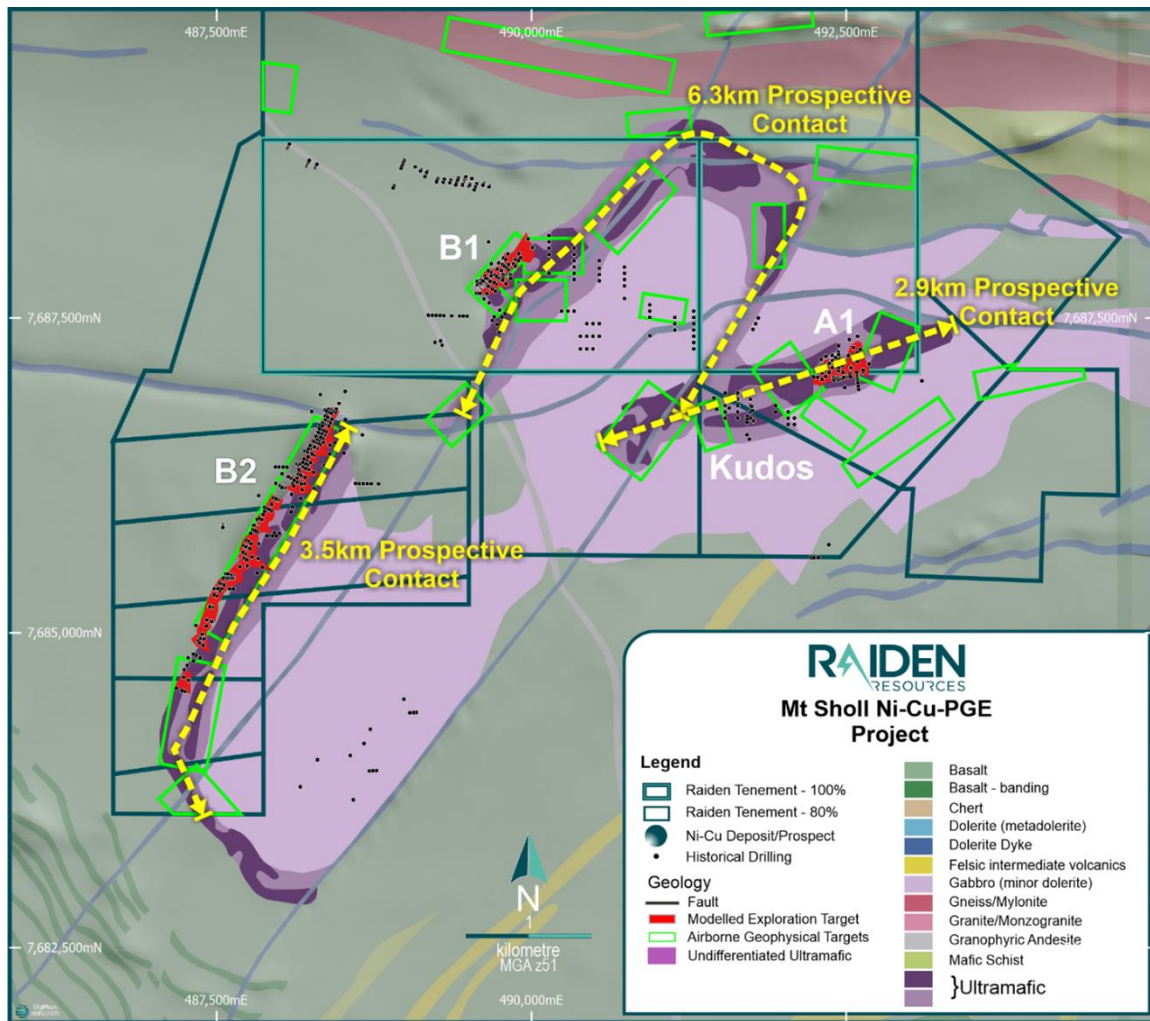 487,500mE
490,000mE
492,500mE
6.3km Prospective
Contact
B1
2.9km Prospective
Contact
7,687,500mN
7,687,500mN
A1
B2
Kudos
3.5km Prospective
Contact
7,685,000mN
7,682,500mN
487,500mE
490,000mE
RAIDEN
RESOURCES
Mt Sholl Ni-Cu-PGE
Project
Legend
Raiden Tenement - 100%
Raiden Tenement - 80%
Ni-Cu Deposit/Prospect
Historical Drilling
Geology
Fault
Modelled Exploration Target
Airborne Geophysical Targets
Undifferentiated Ultramafic
Basalt
Basalt - banding
Chert
Dolerite (metadolerite)
Dolerite Dyke
Felsic intermediate volcanics
Gabbro (minor dolerite)
Gneiss/Mylonite
Granite/Monzogranite
Granophyric Andesite
Mafic Schist
}Ultramafic
N
1
kilometre
MGA z51